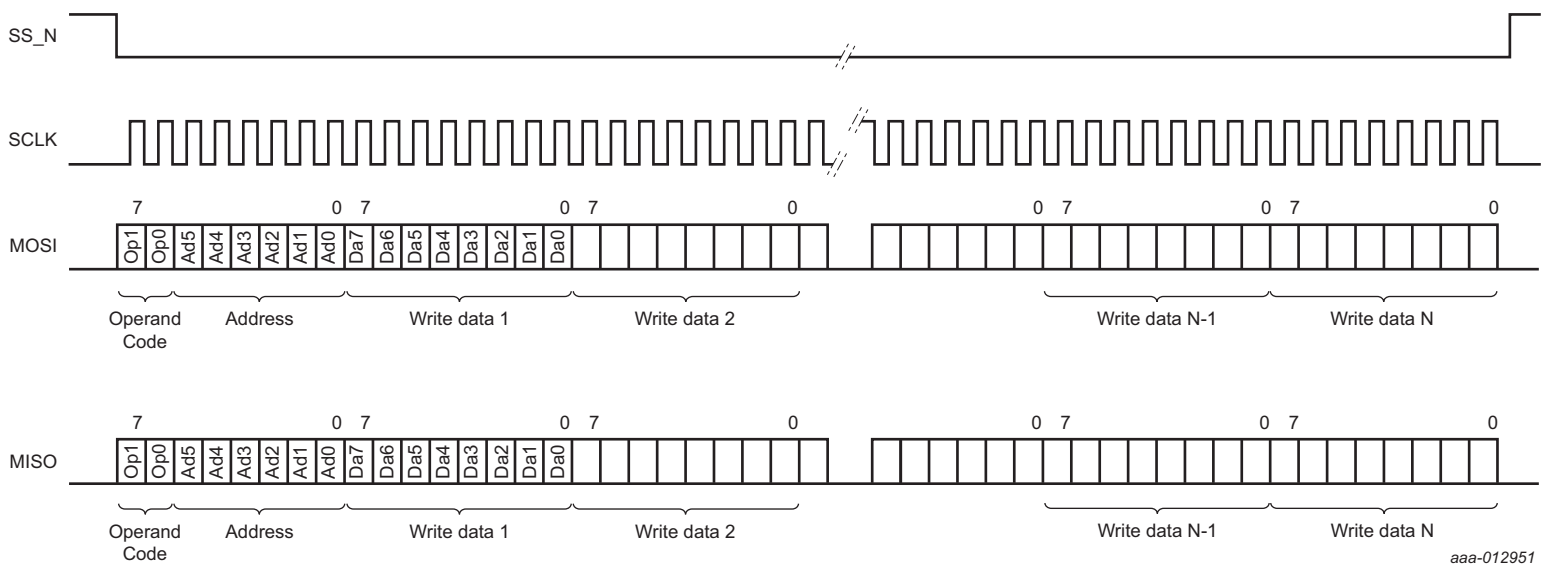 SS_N
SCLK
7 0 7 0 7 0 0 7 0 7 0
MOSI Op1 Op0 Ad5 Ad4 Ad3 Ad2 Ad1 Ad0 Da7 Da6 Da5 Da4 Da3 Da2 Da1 Da0
Operand Address Write data 1 Write data 2 Write data N-1 Write data N
Code
7 0 7 0 7 0 0 7 0 7 0
MISO Op1 Op0 Ad5 Ad4 Ad3 Ad2 Ad1 Ad0 Da7 Da6 Da5 Da4 Da3 Da2 Da1 Da0
Operand Address Write data 1 Write data 2 Write data N-1 Write data N
Code
aaa-012951